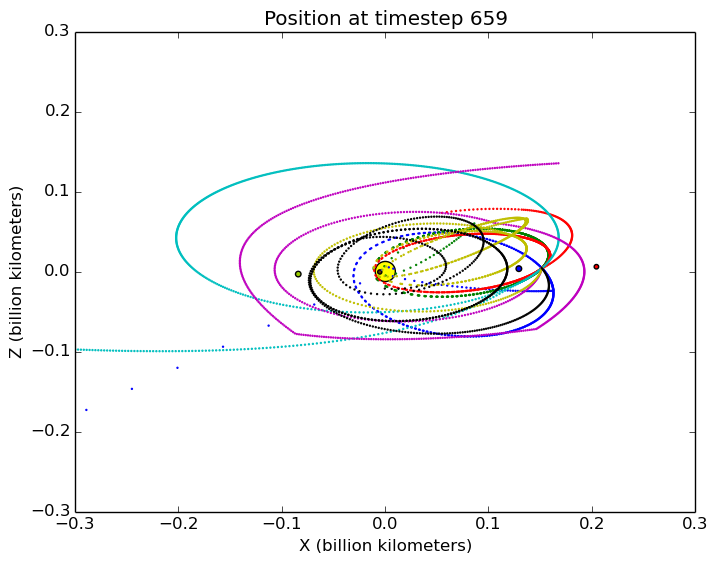 Position at timestep 659
0.3
0.2
0.1
0.0
−0.1
−0.2
−0.3
Z (billion kilometers)
−0.3 −0.2 −0.1 0.0 0.1 0.2 0.3
X (billion kilometers)